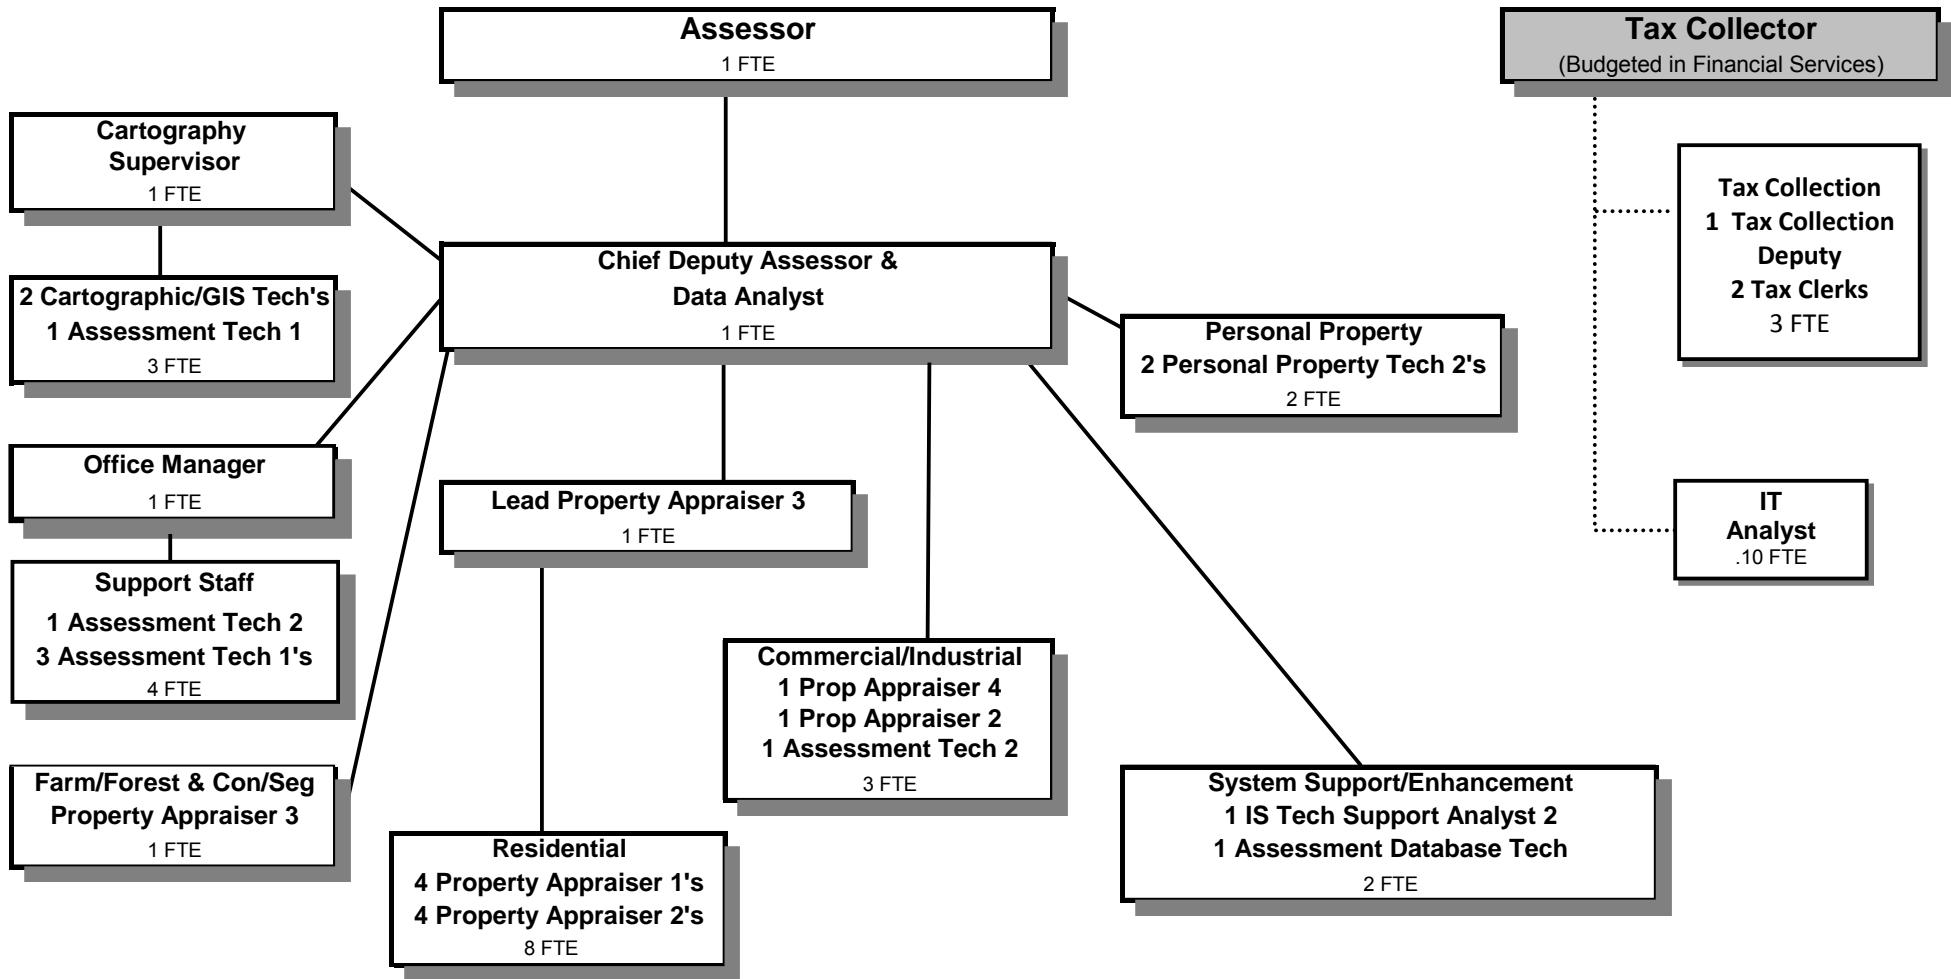 Assessor
1 FTE
Tax Collector
(Budgeted in Financial Services)
Cartography
Supervisor
1 FTE
2 Cartographic/GIS Tech's
1 Assessment Tech 1
3 FTE
Chief Deputy Assessor &
Data Analyst
1 FTE
Personal Property
2 Personal Property Tech 2's
2 FTE
Tax Collection
1 Tax Collection
Deputy
2 Tax Clerks
3 FTE
Office Manager
1 FTE
Lead Property Appraiser 3
1 FTE
IT
Analyst
.10 FTE
Support Staff
1 Assessment Tech 2
3 Assessment Tech 1's
4 FTE
Commercial/Industrial
1 Prop Appraiser 4
1 Prop Appraiser 2
1 Assessment Tech 2
3 FTE
Farm/Forest & Con/Seg
Property Appraiser 3
1 FTE
System Support/Enhancement
1 IS Tech Support Analyst 2
1 Assessment Database Tech
2 FTE
Residential
4 Property Appraiser 1's
4 Property Appraiser 2's
8 FTE